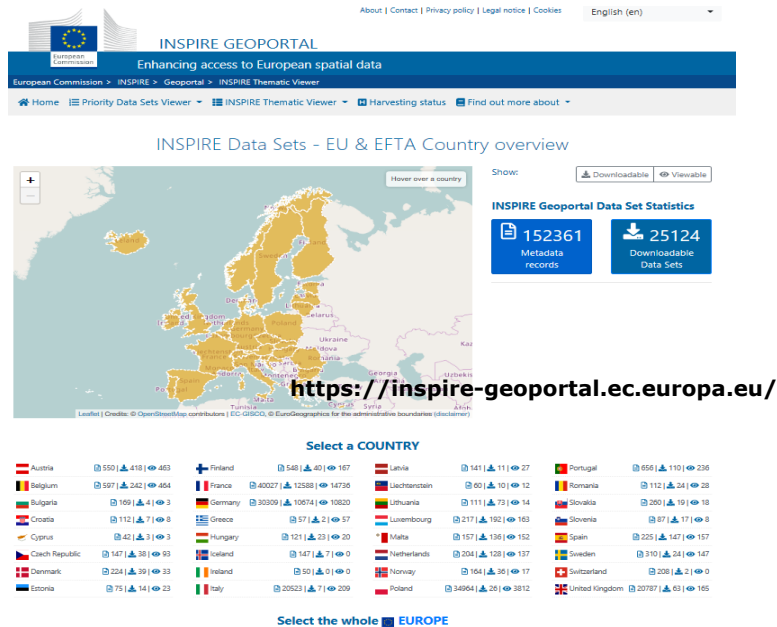 About | Contact | Privacy policy | Legal notice | Cookies
English (en)
European
Commission
INSPIRE GEOPORTAL
Enhancing access to European spatial data
European Commission > INSPIRE > Geoportal > INSPIRE Thematic Viewer
Home Priority Data Sets Viewer INSPIRE Thematic Viewer Harvesting status Find out more about
INSPIRE Data Sets - EU & EFTA Country overview
+
−
Hover over a country
Show:
Downloadable Viewable
INSPIRE Geoportal Data Set Statistics
152361
Metadata
records
25124
Downloadable
Data Sets
Sweden
Poland
Ukraine
Georgia
Spain
Tunisia
Syria
https://inspire-geoportal.ec.europa.eu/
Leaflet | Credits: © OpenStreetMap contributors | EC-GISCO, © EuroGeographics for the administrative boundaries (disclaimer)
Select a COUNTRY
Austria 550 | 418 | 463
Finland 548 | 40 | 167
Latvia 141 | 11 | 27
Portugal 656 | 110 | 236
Belgium 597 | 242 | 464
France 40027 | 12588 | 14736
Liechtenstein 60 | 10 | 12
Romania 112 | 24 | 28
Bulgaria 169 | 4 | 3
Germany 30309 | 10674 | 10820
Lithuania 111 | 73 | 14
Slovakia 260 | 19 | 18
Croatia 112 | 7 | 8
Greece 57 | 2 | 57
Luxembourg 217 | 192 | 163
Slovenia 87 | 17 | 8
Cyprus 42 | 3 | 3
Hungary 121 | 23 | 20
Malta 157 | 136 | 152
Spain 225 | 147 | 157
Czech Republic 147 | 38 | 93
Iceland 147 | 7 | 0
Netherlands 204 | 128 | 137
Sweden 310 | 24 | 147
Denmark 224 | 39 | 33
Ireland 50 | 0 | 0
Norway 164 | 36 | 17
Switzerland 208 | 2 | 0
Estonia 75 | 14 | 23
Italy 20523 | 7 | 209
Poland 34964 | 26 | 3812
United Kingdom 20787 | 63 | 165
Select the whole EUROPE